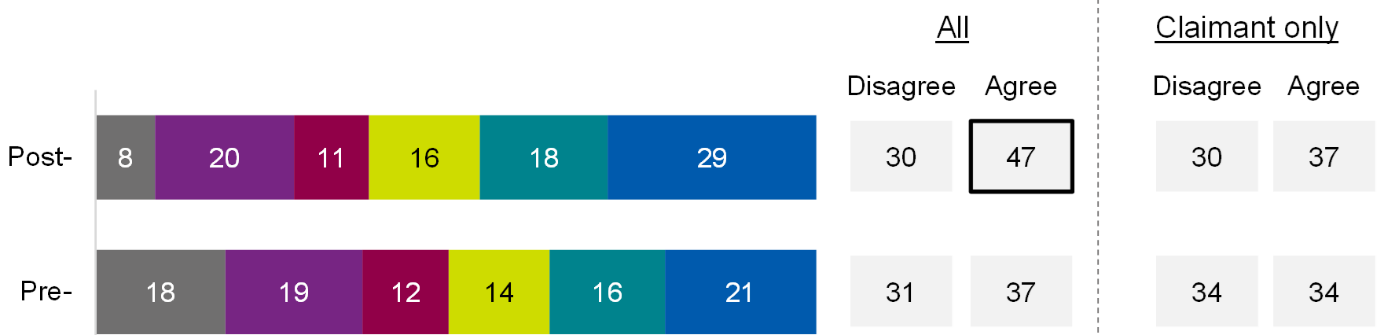 All Claimant only
Disagree Agree Disagree Agree
Post- 8 20 11 16 18 29 30 47 30 37
Pre- 18 19 12 14 16 21 31 37 34 34